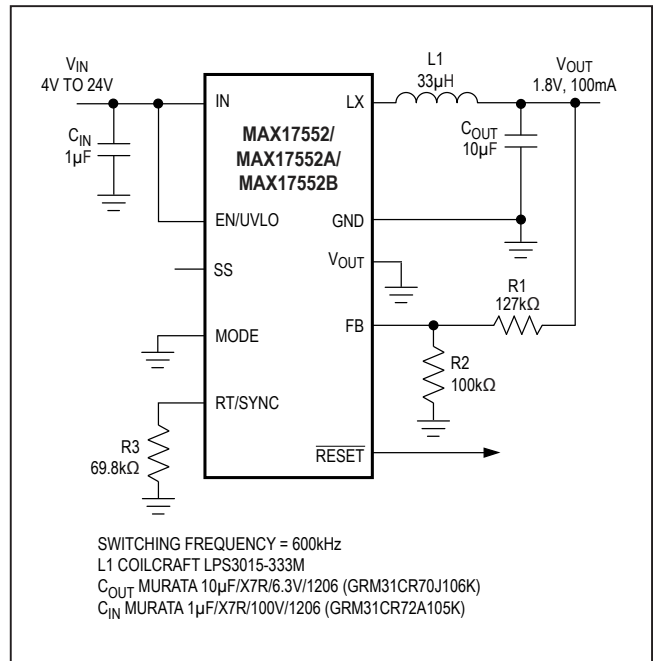 VIN
4V TO 24V
CIN
1µF
IN
EN/UVLO
SS
MODE
RT/SYNC
R3
69.8kΩ
MAX17552/
MAX17552A/
MAX17552B
LX
GND
VOUT
FB
RESET
L1
33µH
VOUT
1.8V, 100mA
COUT
10µF
R1
127kΩ
R2
100kΩ
SWITCHING FREQUENCY = 600kHz
L1 COILCRAFT LPS3015-333M
COUT MURATA 10µF/X7R/6.3V/1206 (GRM31CR70J106K)
CIN MURATA 1µF/X7R/100V/1206 (GRM31CR72A105K)